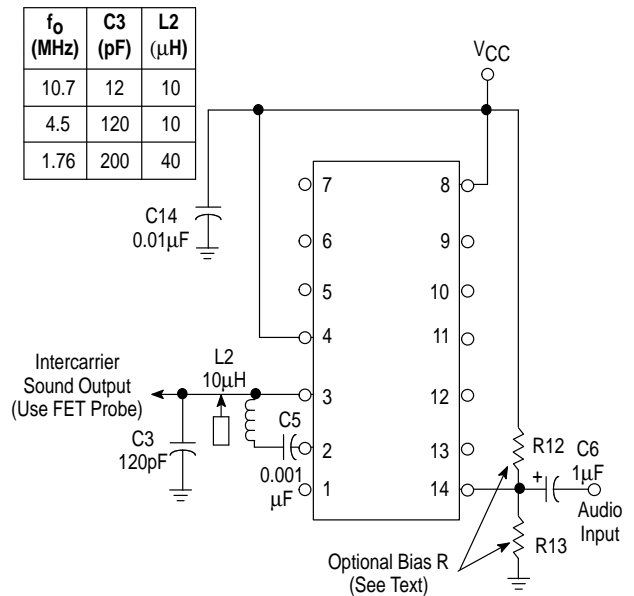 fo
(MHz)
C3
(pF)
L2
(μH)
10.7 12 10
4.5 120 10
1.76 200 40
VCC
C14
0.01μF
7
6
5
4
3
2
1
8
9
10
11
12
13
14
Intercarrier
Sound Output
(Use FET Probe)
L2
10μH
C3
120pF
C5
0.001
μF
R12
C6
1μF
+
Audio
Input
R13
Optional Bias R
(See Text)